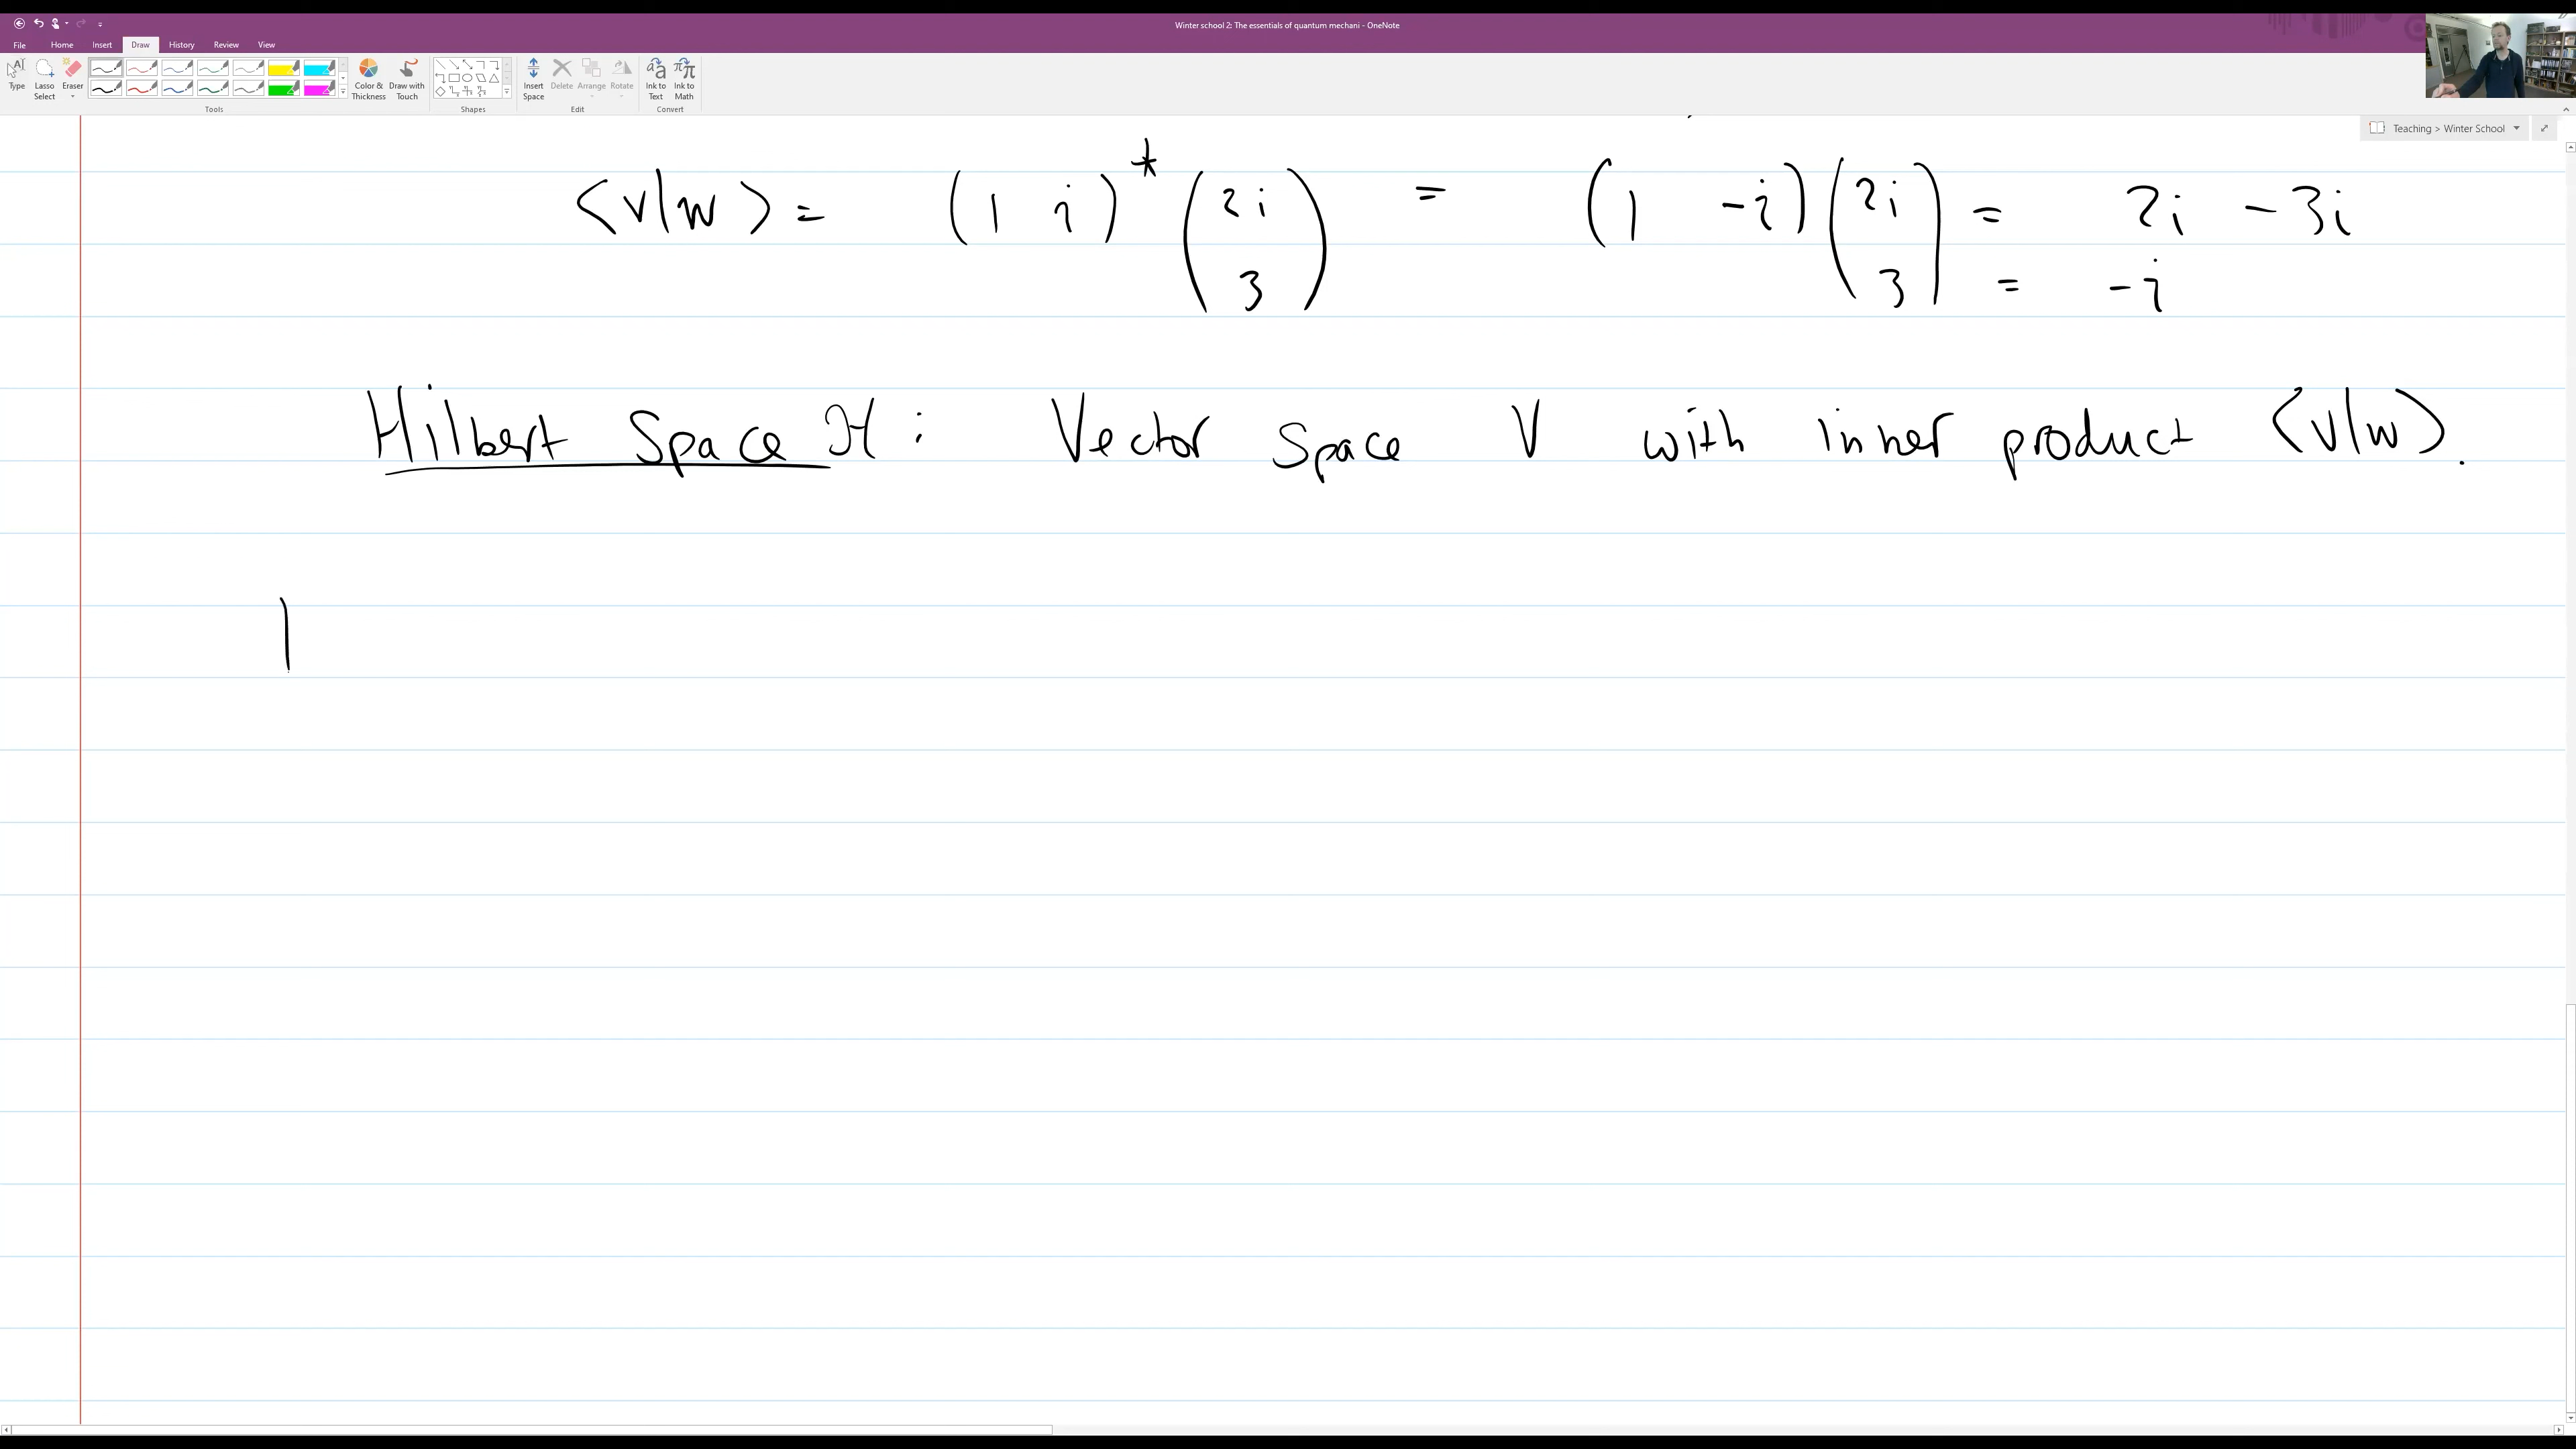 Winter school 2: The essentials of quantum mechani - OneNote
File Home Insert Draw History Review View
Type Lasso Select Eraser Color & Thickness Draw with Touch Insert Space Delete Arrange Rotate Ink to Text Ink to Math
Tools Shapes Edit Convert
Teaching > Winter School
⟨v|w⟩ = (1 i)* (2i 3) = (1 -i) (2i 3) = 2i - 3i
= -i
Hilbert Space ℋ : Vector Space V with inner product ⟨v|w⟩.
|